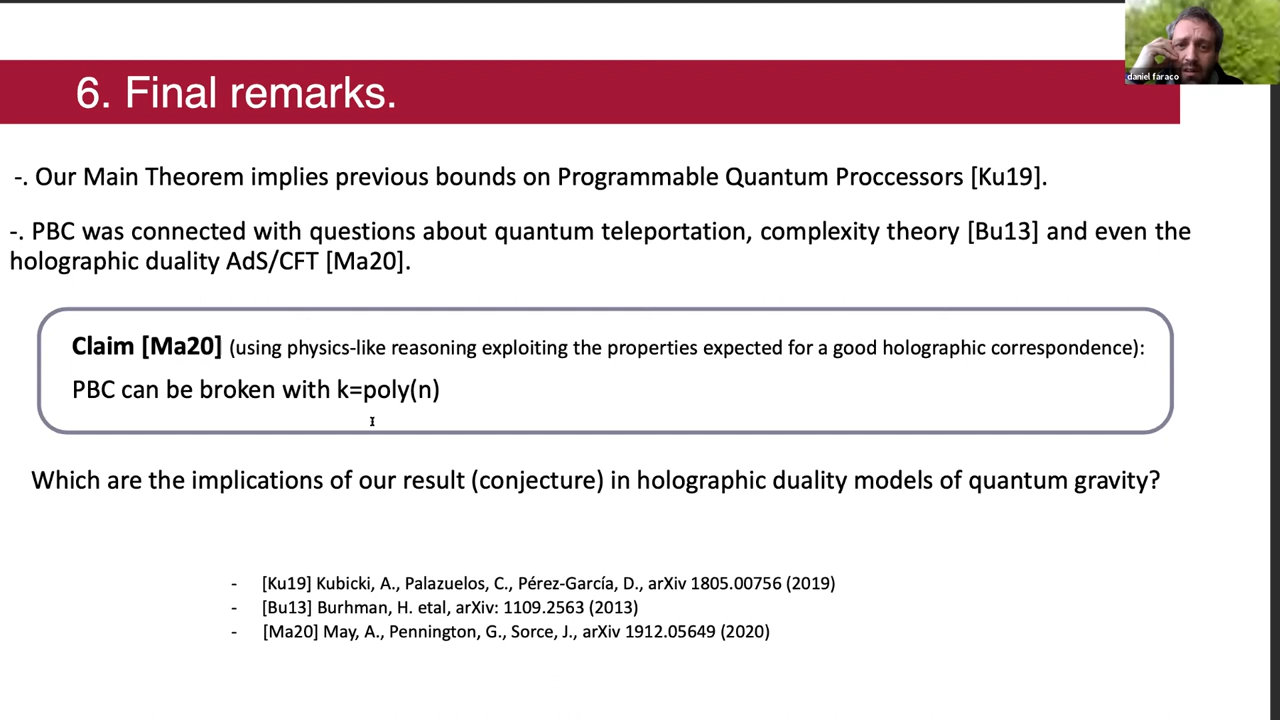 daniel faraco
6. Final remarks.
-. Our Main Theorem implies previous bounds on Programmable Quantum Proccessors [Ku19].
-. PBC was connected with questions about quantum teleportation, complexity theory [Bu13] and even the
holographic duality AdS/CFT [Ma20].
Claim [Ma20] (using physics-like reasoning exploiting the properties expected for a good holographic correspondence):
PBC can be broken with k=poly(n)
Which are the implications of our result (conjecture) in holographic duality models of quantum gravity?
- [Ku19] Kubicki, A., Palazuelos, C., Pérez-García, D., arXiv 1805.00756 (2019)
- [Bu13] Burhman, H. etal, arXiv: 1109.2563 (2013)
- [Ma20] May, A., Pennington, G., Sorce, J., arXiv 1912.05649 (2020)